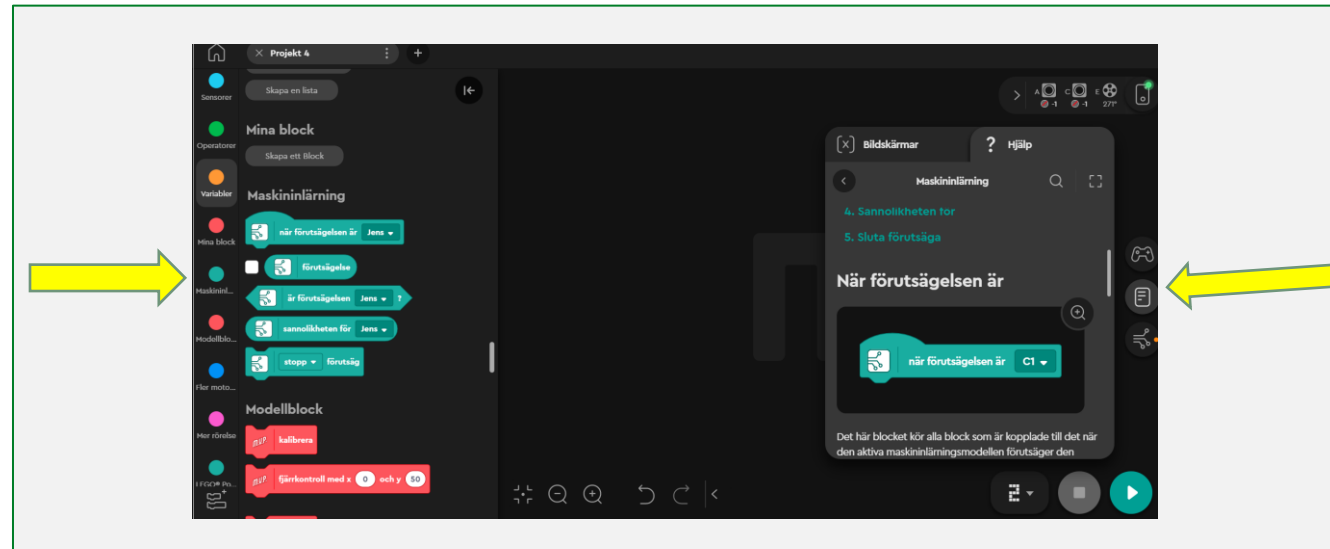 Projekt 4
Sensorer
Operatorer
Variabler
Mina block
Maskininl...
Modellblo...
Fler moto...
Mer rörelse
LEGO® Po...
Skapa en lista
Mina block
Skapa ett Block
Maskininlärning
när förutsägelsen är Jens
förutsägelse
är förutsägelsen Jens ?
sannolikheten för Jens
stopp förutsäg
Modellblock
kalibrera
fjärrkontroll med x 0 och y 50
A -1 C -1 E 271°
Bildskärmar
? Hjälp
Maskininlärning
4. Sannolikheten för
5. Sluta förutsäga
När förutsägelsen är
när förutsägelsen är C1
Det här blocket kör alla block som är kopplade till det när
den aktiva maskininlärningsmodellen förutsäger den